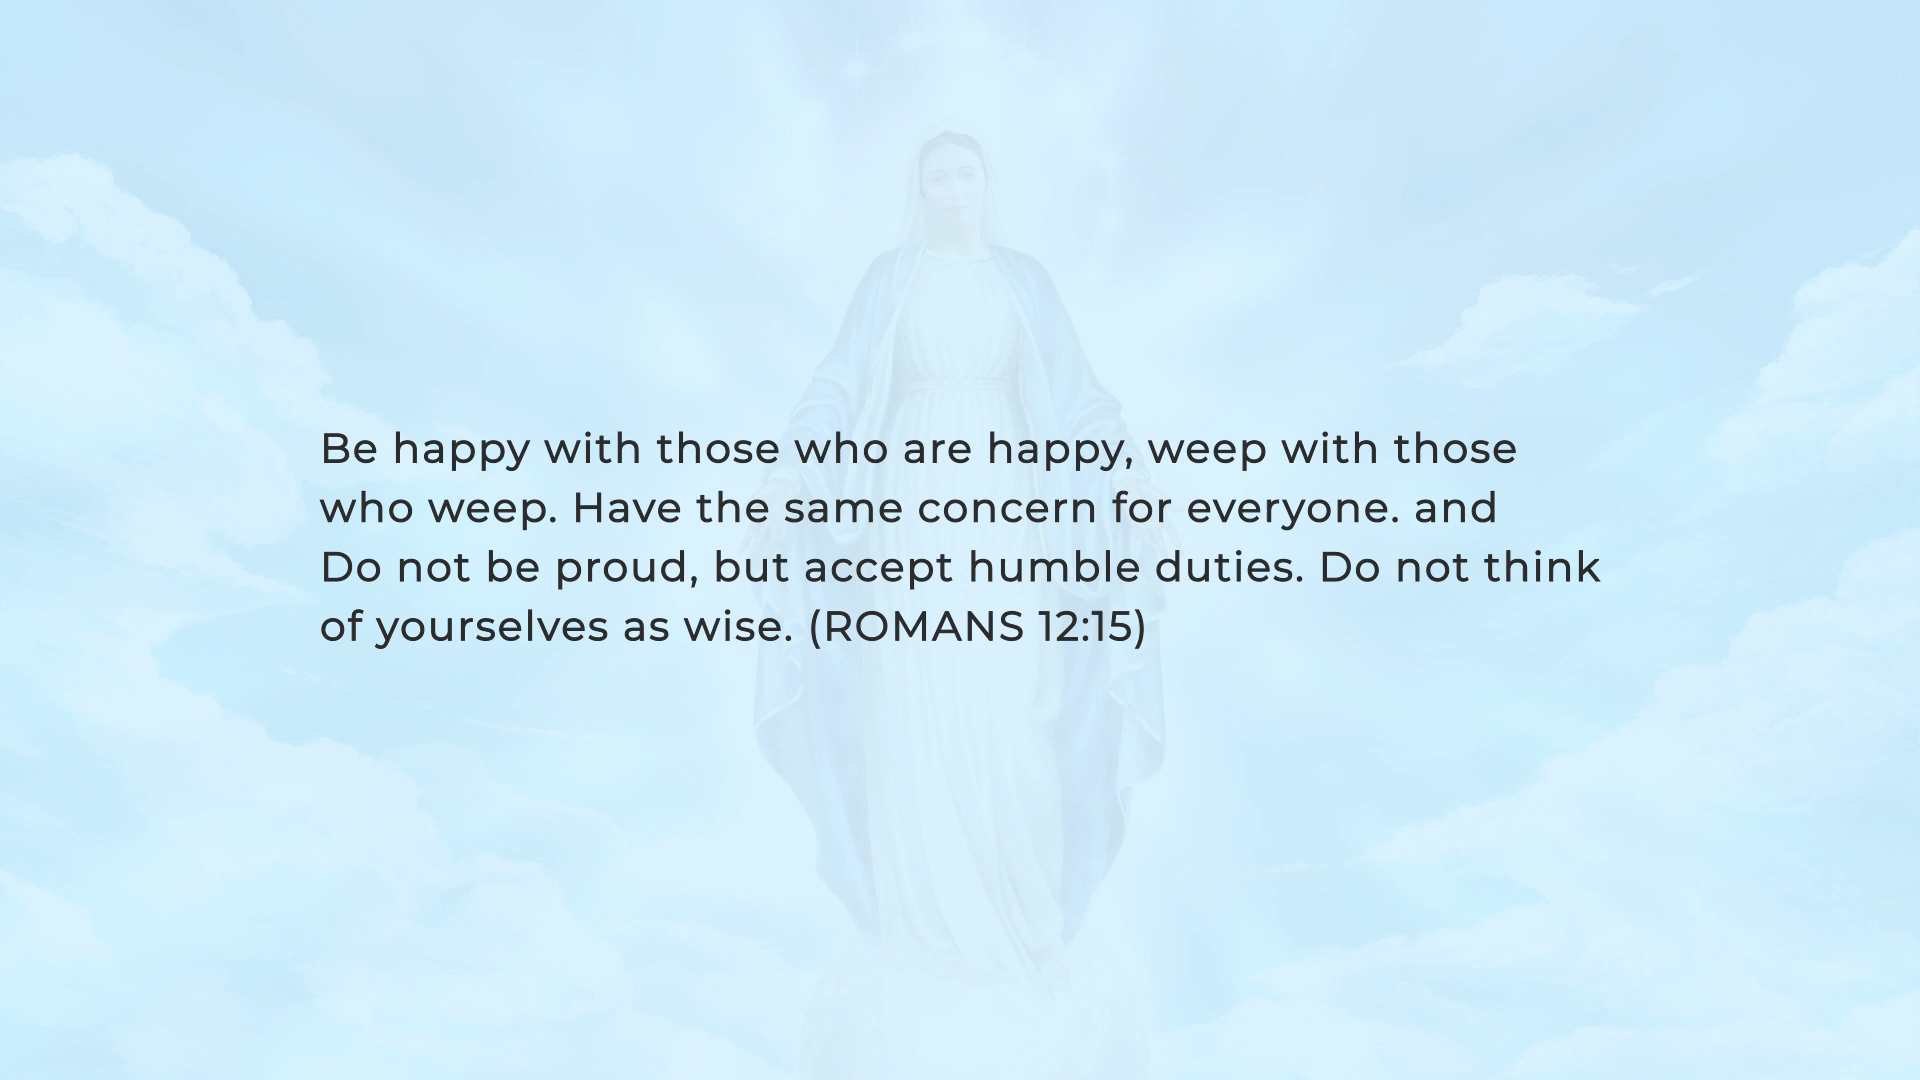 Be happy with those who are happy, weep with those
who weep. Have the same concern for everyone. and
Do not be proud, but accept humble duties. Do not think
of yourselves as wise. (ROMANS 12:15)